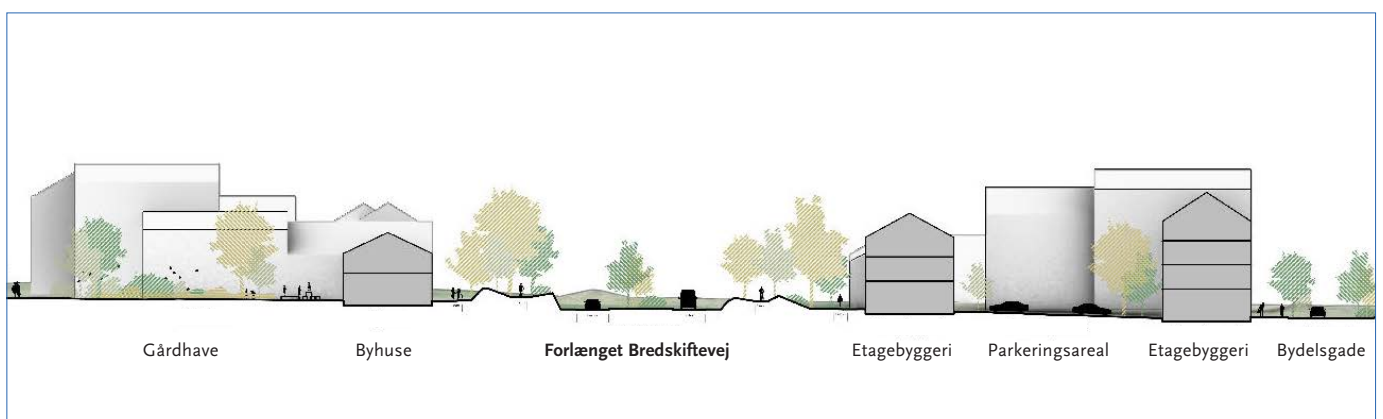 Gårdhave
Byhuse
Forlænget Bredskiftevej
Etagebyggeri
Parkeringsareal
Etagebyggeri
Bydelsgade